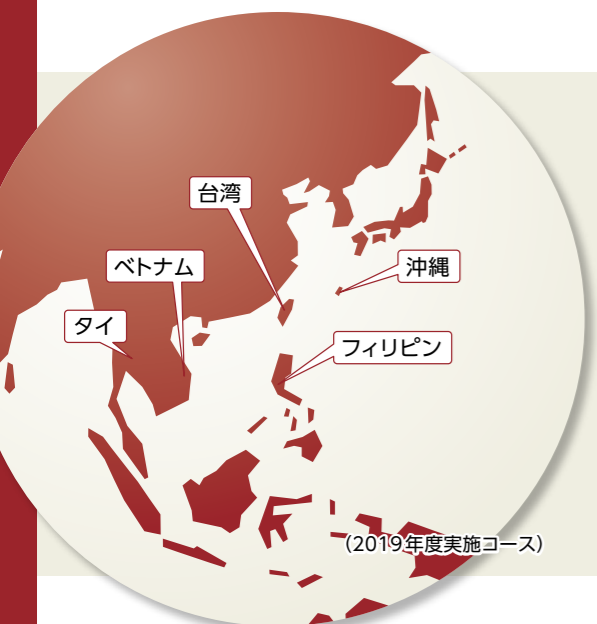 台湾
ベトナム
沖縄
タイ
フィリピン
（2019年度実施コース）